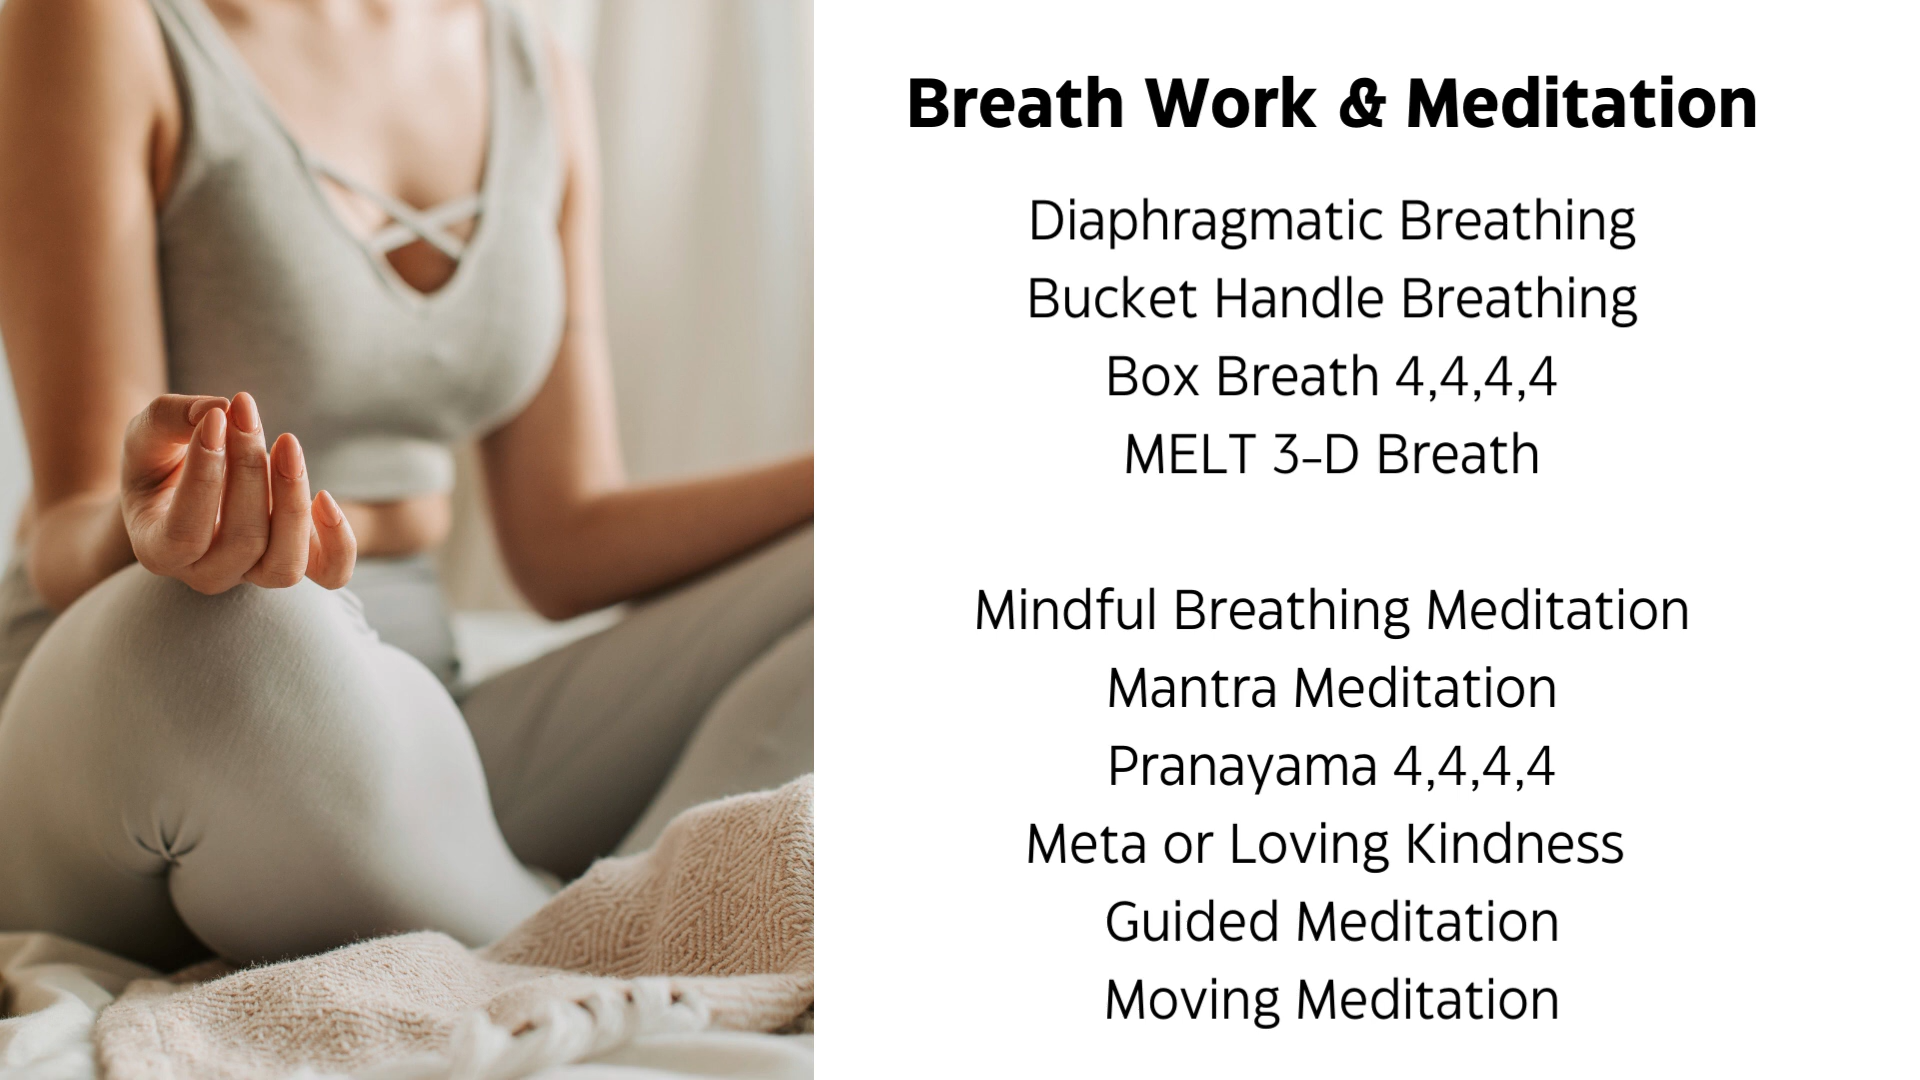 Breath Work & Meditation
Diaphragmatic Breathing
Bucket Handle Breathing
Box Breath 4,4,4,4
MELT 3-D Breath
Mindful Breathing Meditation
Mantra Meditation
Pranayama 4,4,4,4
Meta or Loving Kindness
Guided Meditation
Moving Meditation